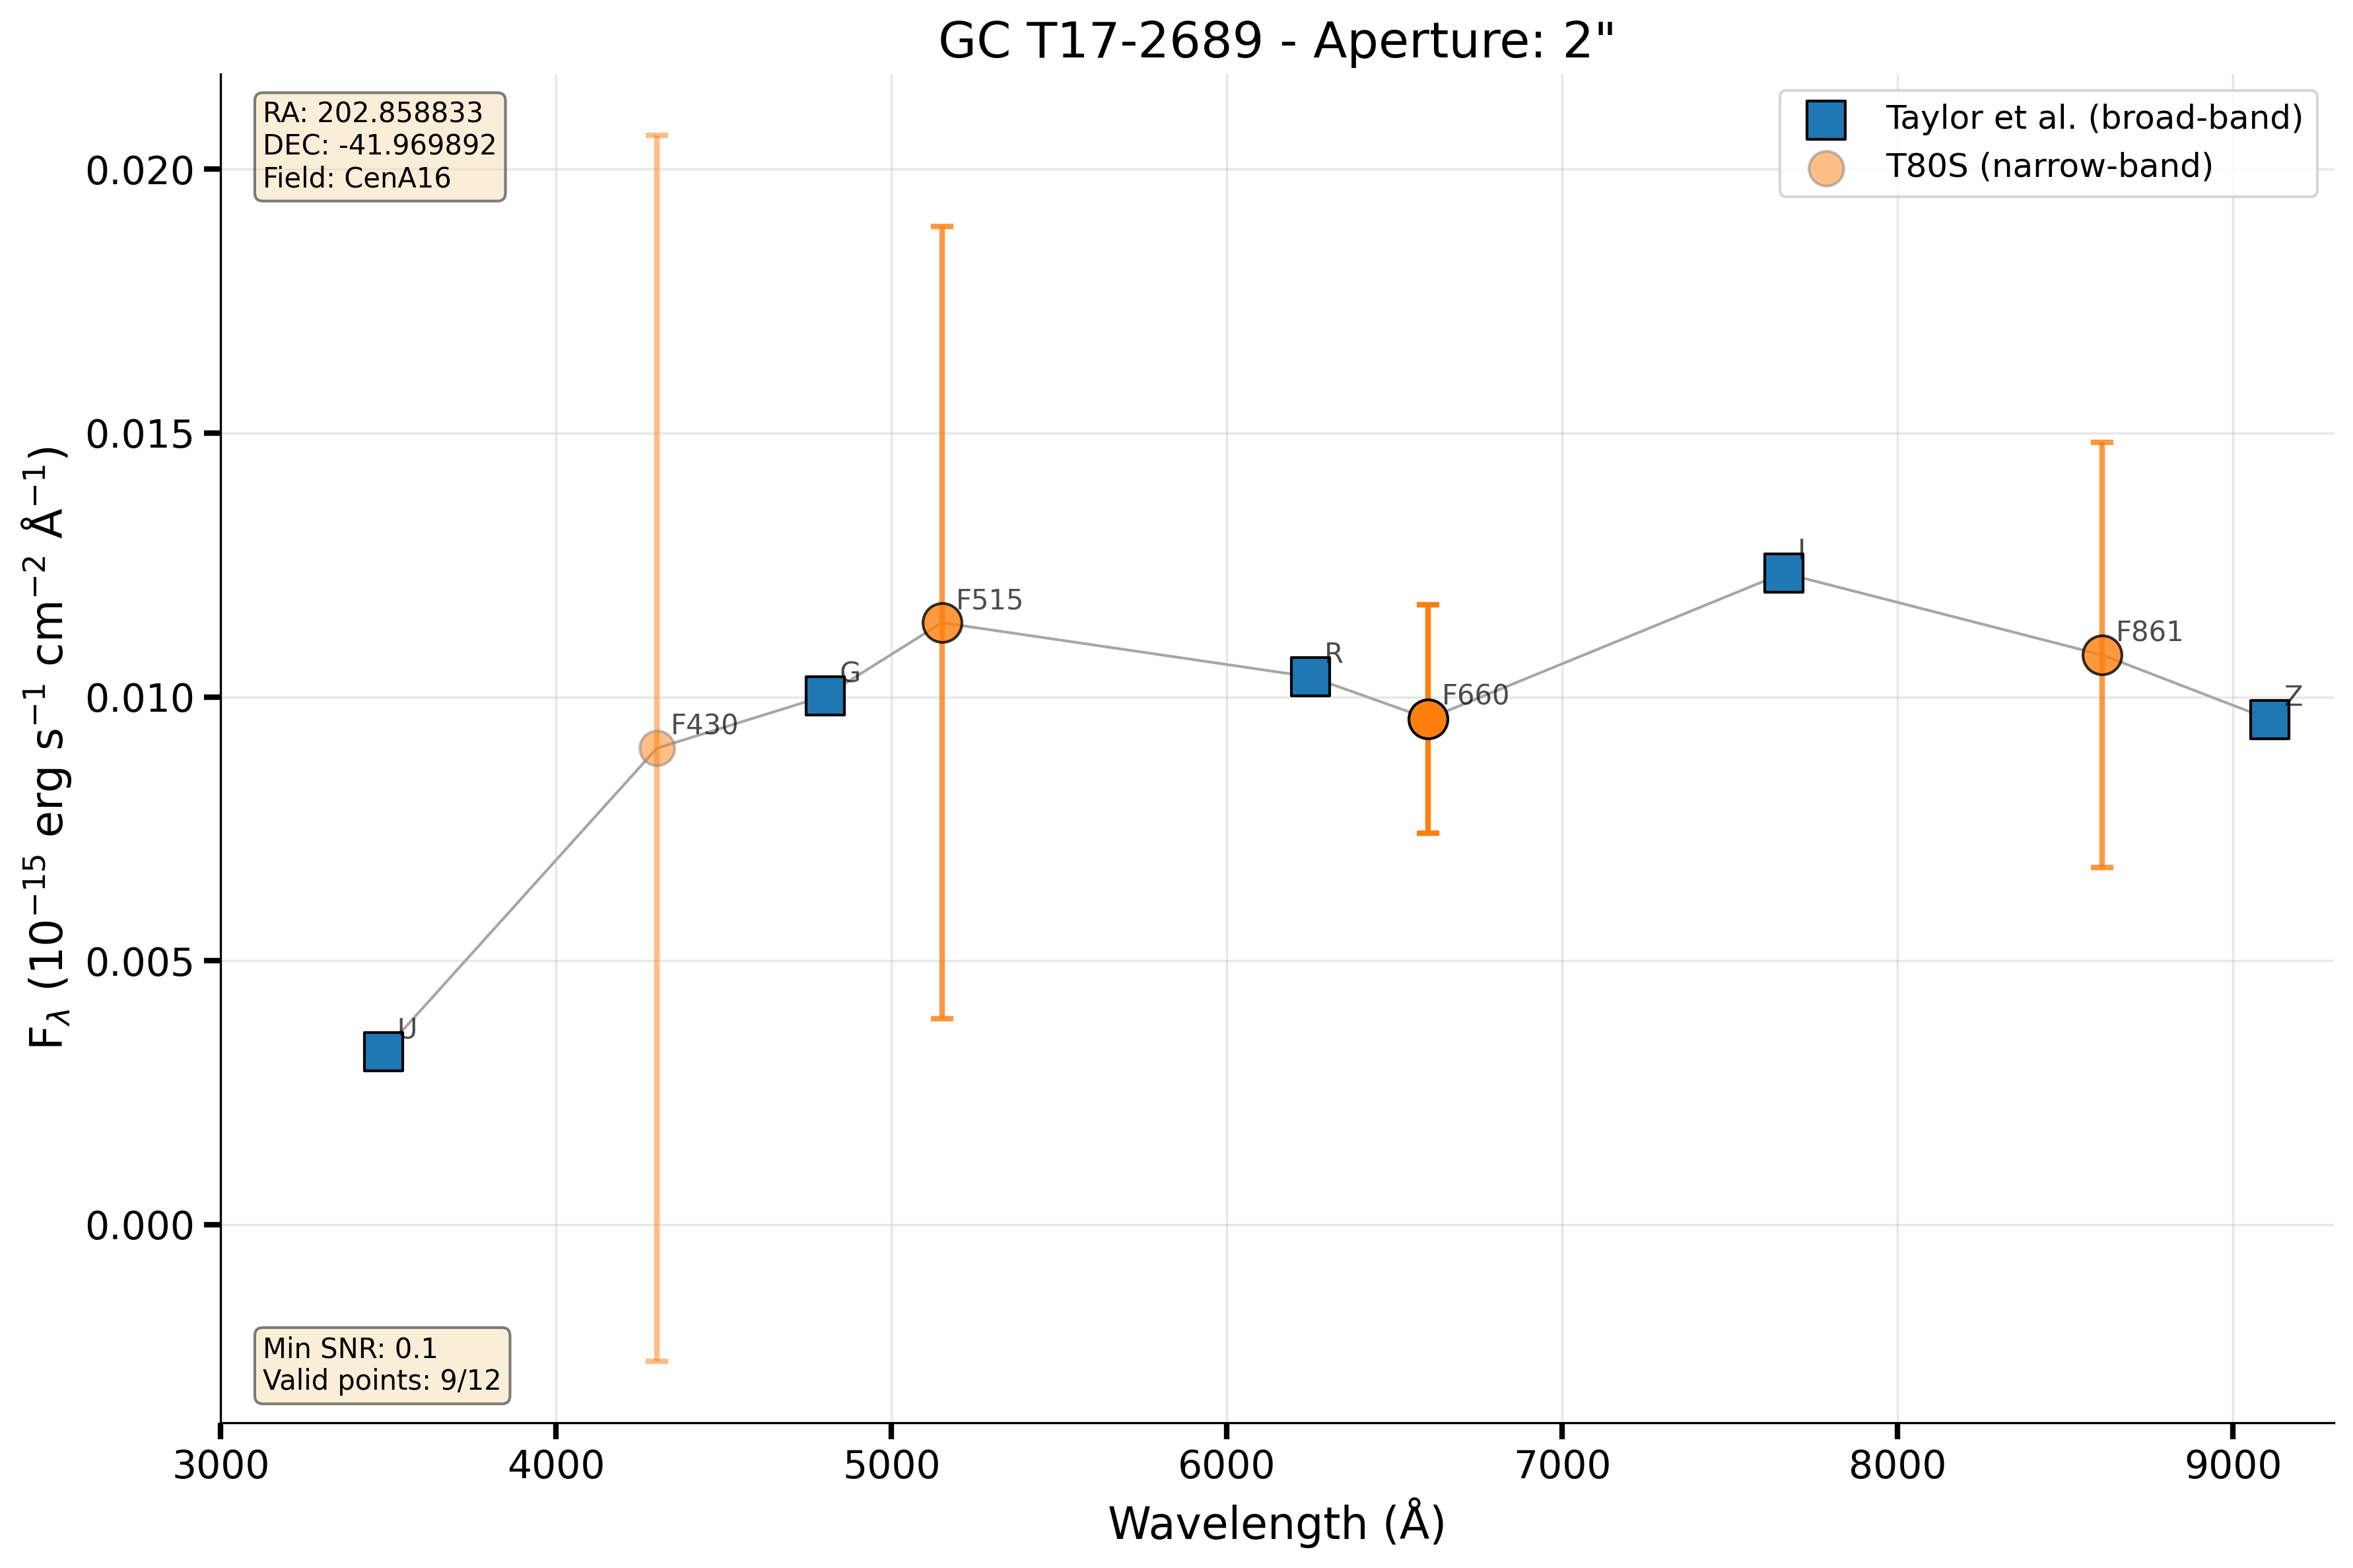 GC T17-2689 - Aperture: 2"
RA: 202.858833
DEC: -41.969892
Field: CenA16
Taylor et al. (broad-band)
T80S (narrow-band)
0.020
0.015
0.010
0.005
0.000
F_λ (10⁻¹⁵ erg s⁻¹ cm⁻² Å⁻¹)
U
F430
G
F515
R
F660
I
F861
Z
Min SNR: 0.1
Valid points: 9/12
3000 4000 5000 6000 7000 8000 9000
Wavelength (Å)